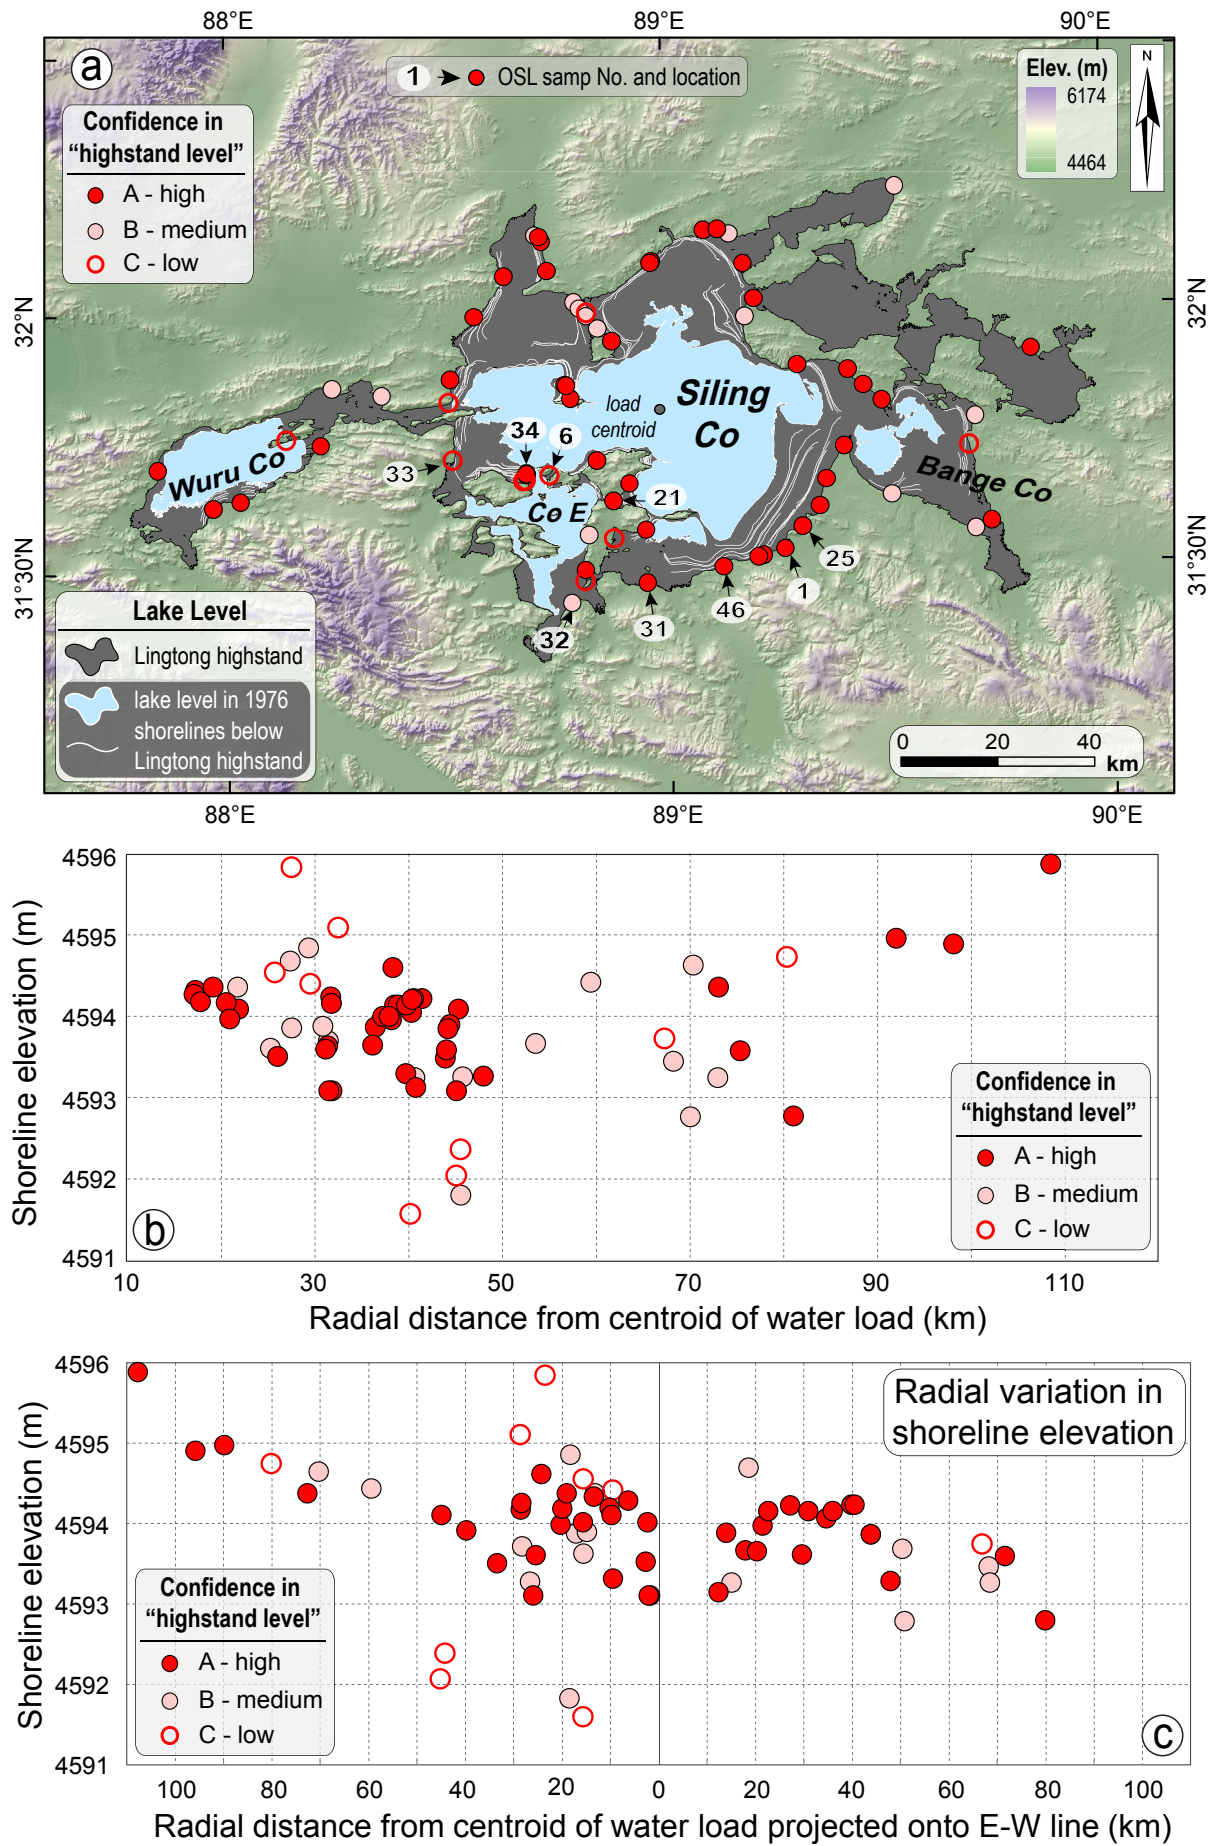 88°E
89°E
90°E
a
1
OSL samp No. and location
Elev. (m)
6174
4464
N
Confidence in
“highstand level”
A - high
B - medium
C - low
32°N
32°N
Siling
Co
load
centroid
34
6
33
Wuru Co
Bange Co
Co E
21
25
1
46
31
32
31°30'N
31°30'N
Lake Level
Lingtong highstand
lake level in 1976
shorelines below
Lingtong highstand
0
20
40
km
88°E
89°E
90°E
4596
4595
4594
4593
4592
4591
Shoreline elevation (m)
b
Confidence in
“highstand level”
A - high
B - medium
C - low
10
30
50
70
90
110
Radial distance from centroid of water load (km)
4596
4595
4594
4593
4592
4591
Shoreline elevation (m)
Radial variation in
shoreline elevation
Confidence in
“highstand level”
A - high
B - medium
C - low
c
100
80
60
40
20
0
20
40
60
80
100
Radial distance from centroid of water load projected onto E-W line (km)